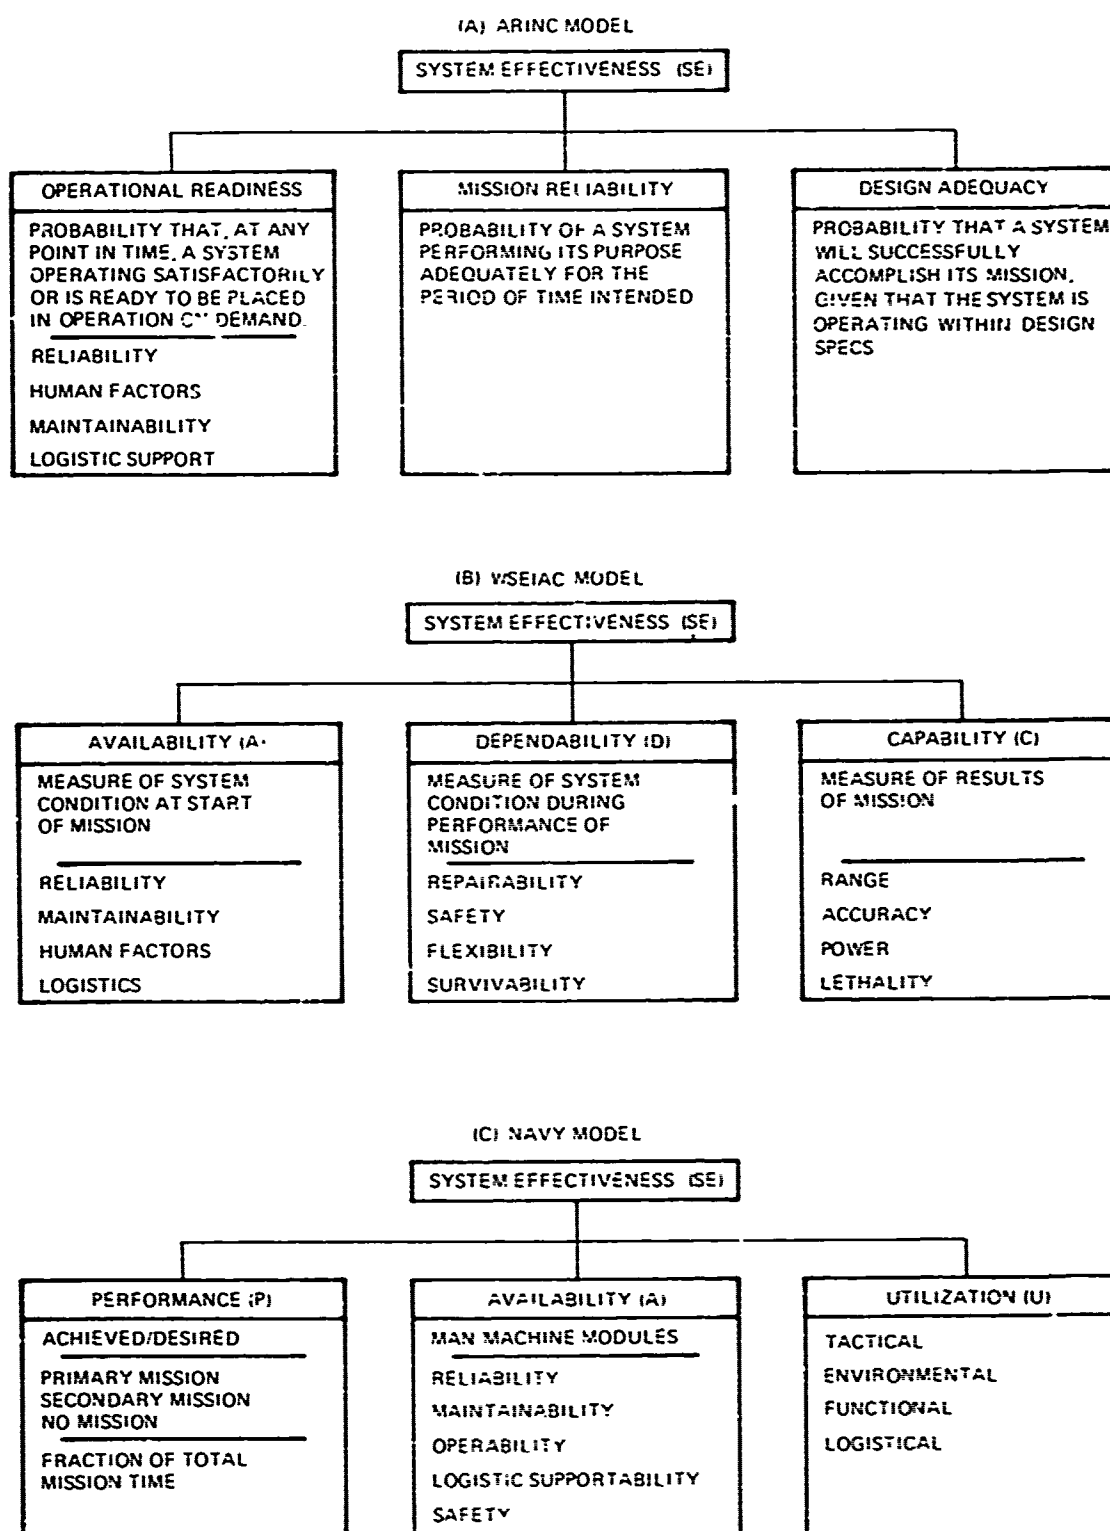 (A) ARINC MODEL
SYSTEM EFFECTIVENESS (SE)
OPERATIONAL READINESS
PROBABILITY THAT, AT ANY
POINT IN TIME, A SYSTEM
OPERATING SATISFACTORILY
OR IS READY TO BE PLACED
IN OPERATION DEMAND.
RELIABILITY
HUMAN FACTORS
MAINTAINABILITY
LOGISTIC SUPPORT
MISSION RELIABILITY
PROBABILITY OF A SYSTEM
PERFORMING ITS PURPOSE
ADEQUATELY FOR THE
PERIOD OF TIME INTENDED
DESIGN ADEQUACY
PROBABILITY THAT A SYSTEM
WILL SUCCESSFULLY
ACCOMPLISH ITS MISSION,
GIVEN THAT THE SYSTEM IS
OPERATING WITHIN DESIGN
SPECS
(B) WSEIAC MODEL
SYSTEM EFFECTIVENESS (SE)
AVAILABILITY (A)
MEASURE OF SYSTEM
CONDITION AT START
OF MISSION
RELIABILITY
MAINTAINABILITY
HUMAN FACTORS
LOGISTICS
DEPENDABILITY (D)
MEASURE OF SYSTEM
CONDITION DURING
PERFORMANCE OF
MISSION
REPAIRABILITY
SAFETY
FLEXIBILITY
SURVIVABILITY
CAPABILITY (C)
MEASURE OF RESULTS
OF MISSION
RANGE
ACCURACY
POWER
LETHALITY
(C) NAVY MODEL
SYSTEM EFFECTIVENESS (SE)
PERFORMANCE (P)
ACHIEVED/DESIRED
PRIMARY MISSION
SECONDARY MISSION
NO MISSION
FRACTION OF TOTAL
MISSION TIME
AVAILABILITY (A)
MAN MACHINE MODULES
RELIABILITY
MAINTAINABILITY
OPERABILITY
LOGISTIC SUPPORTABILITY
SAFETY
UTILIZATION (U)
TACTICAL
ENVIRONMENTAL
FUNCTIONAL
LOGISTICAL